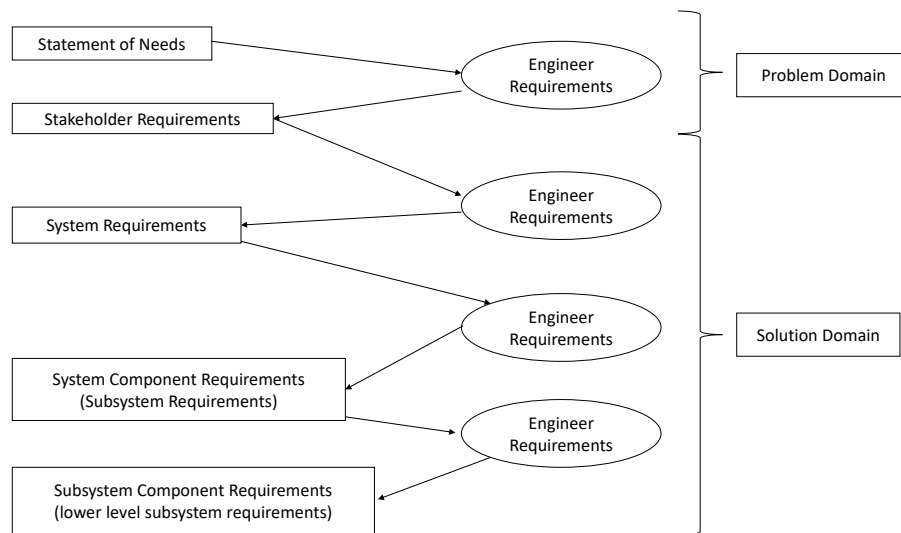 Statement of Needs
Engineer
Requirements
Problem Domain
Stakeholder Requirements
Engineer
Requirements
System Requirements
Engineer
Requirements
Solution Domain
System Component Requirements
(Subsystem Requirements)
Engineer
Requirements
Subsystem Component Requirements
(lower level subsystem requirements)